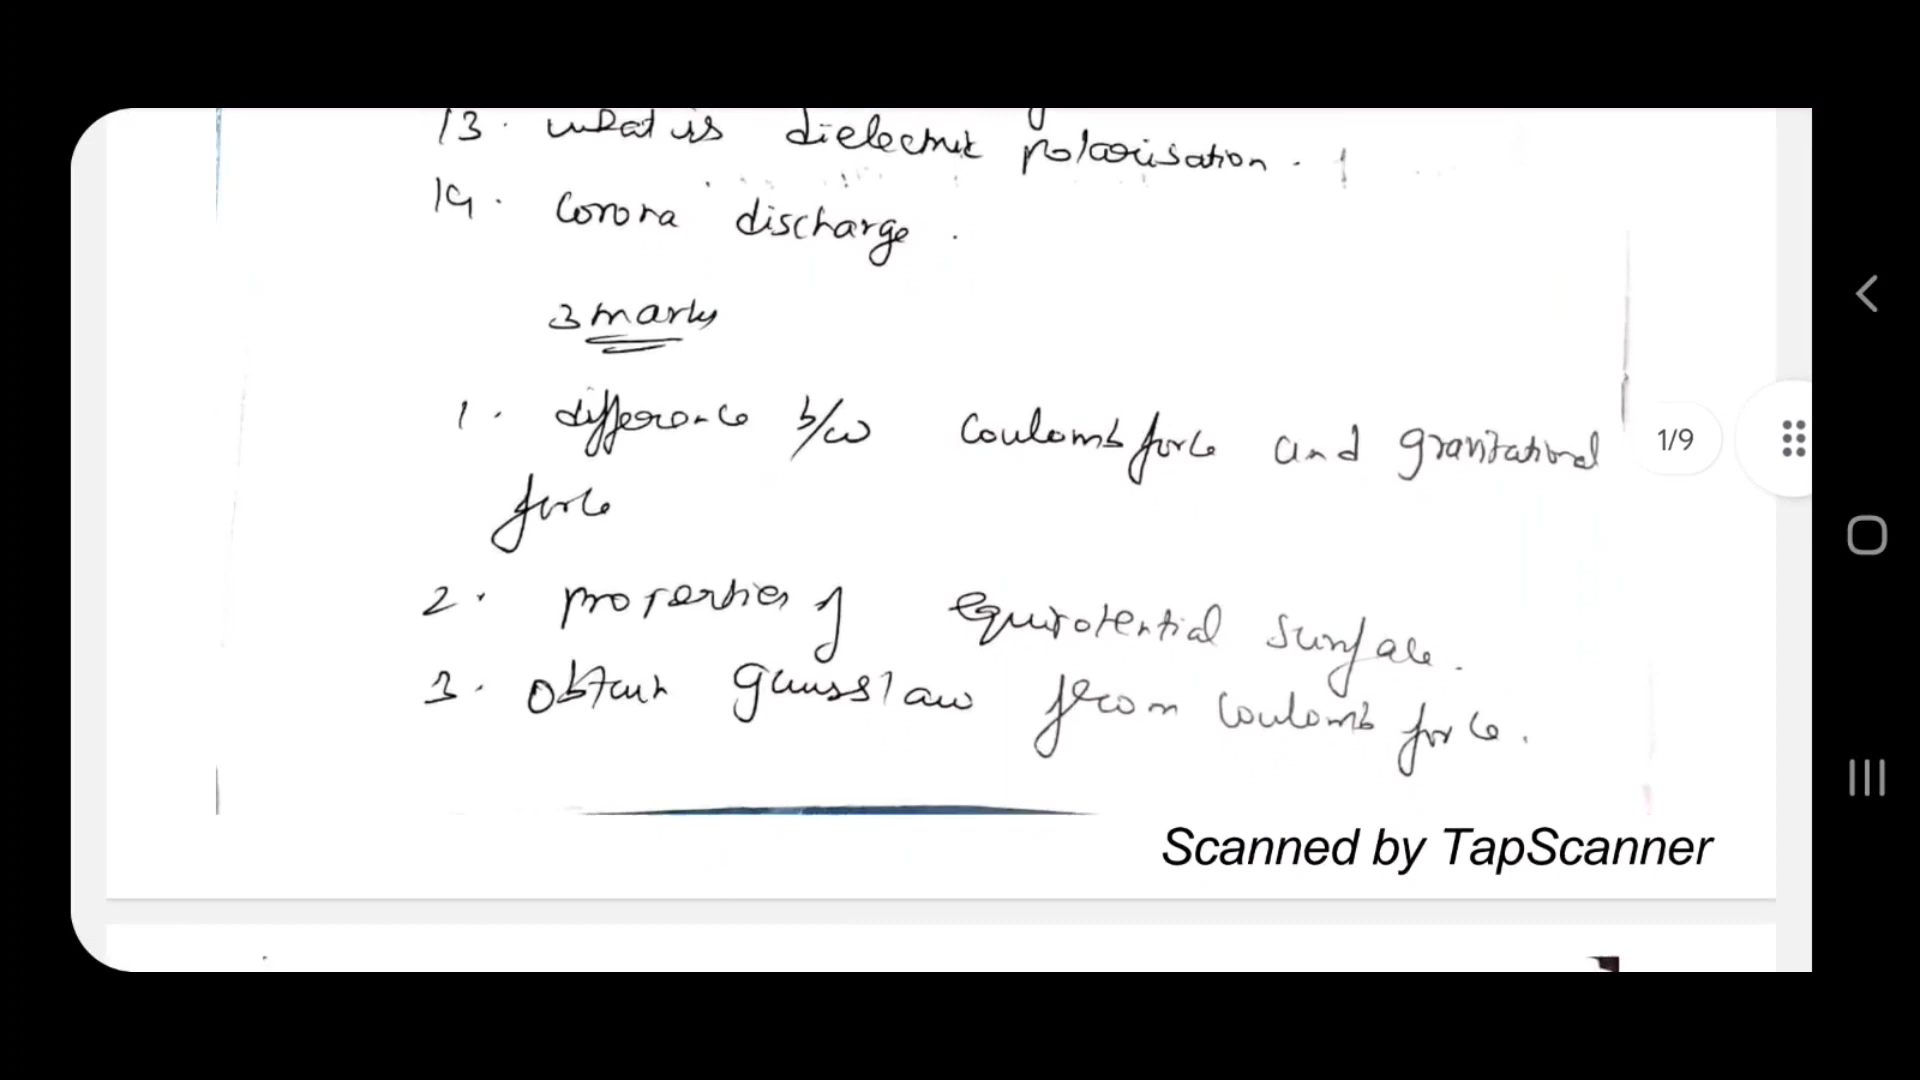 13. what is dielectric polarisation.
14. Corona discharge.
3 marks
1. difference b/w Coulomb force and gravitational
force
2. properties of equipotential surface.
3. obtain gauss law from Coulomb force.
1/9
Scanned by TapScanner